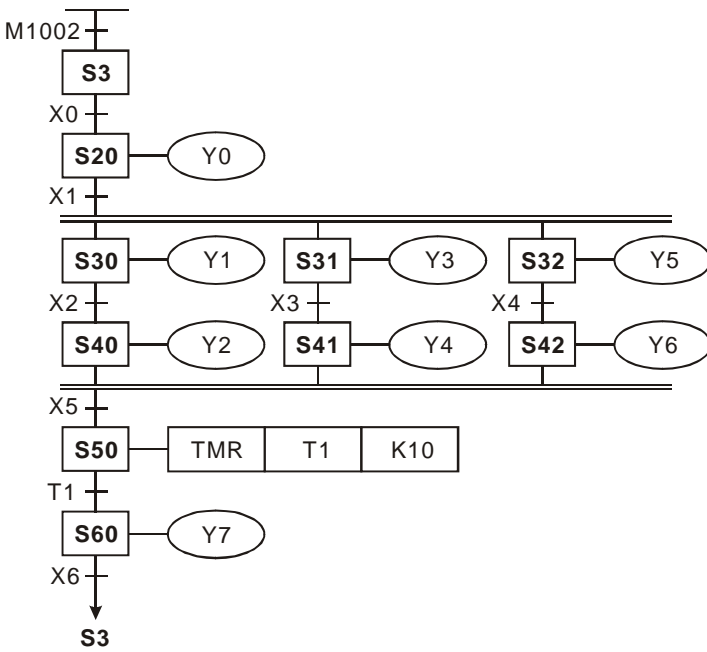 M1002
S3
X0
S20 Y0
X1
S30 Y1 S31 Y3 S32 Y5
X2 X3 X4
S40 Y2 S41 Y4 S42 Y6
X5
S50 TMR T1 K10
T1
S60 Y7
X6
S3